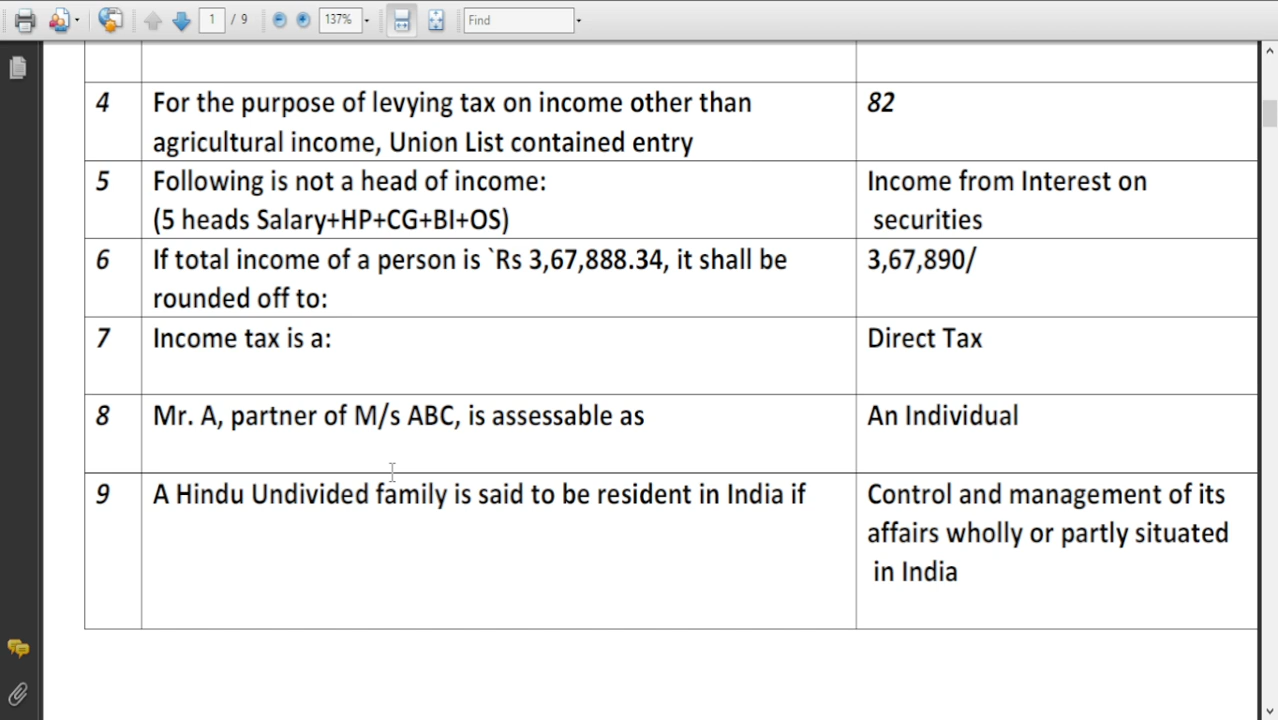 1 / 9 137% Find
4 For the purpose of levying tax on income other than 82
agricultural income, Union List contained entry
5 Following is not a head of income: Income from Interest on
(5 heads Salary+HP+CG+BI+OS) securities
6 If total income of a person is `Rs 3,67,888.34, it shall be 3,67,890/
rounded off to:
7 Income tax is a: Direct Tax
8 Mr. A, partner of M/s ABC, is assessable as An Individual
9 A Hindu Undivided family is said to be resident in India if Control and management of its
affairs wholly or partly situated
in India